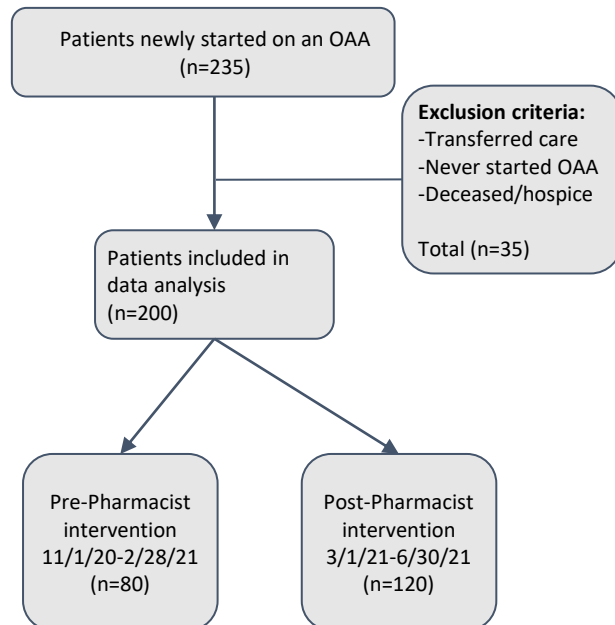 Patients newly started on an OAA
(n=235)
Exclusion criteria:
-Transferred care
-Never started OAA
-Deceased/hospice
Total (n=35)
Patients included in
data analysis
(n=200)
Pre-Pharmacist
intervention
11/1/20-2/28/21
(n=80)
Post-Pharmacist
intervention
3/1/21-6/30/21
(n=120)